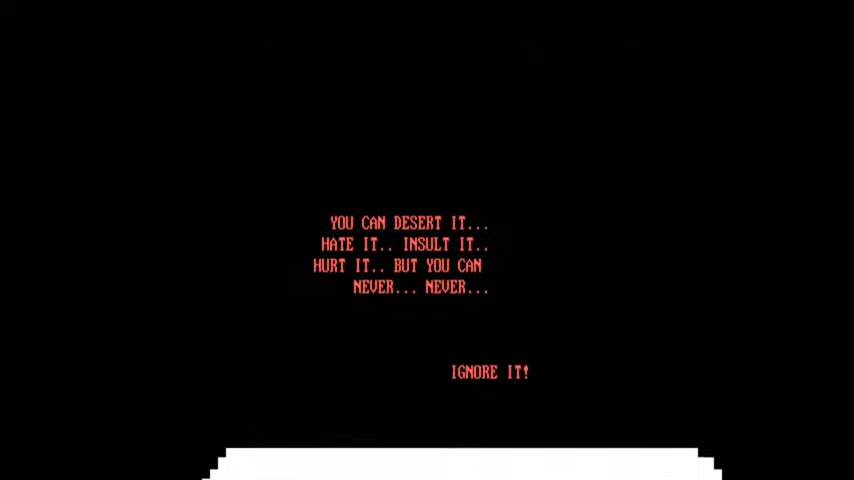 YOU CAN DESERT IT...
HATE IT.. INSULT IT..
HURT IT.. BUT YOU CAN
NEVER... NEVER...
IGNORE IT!